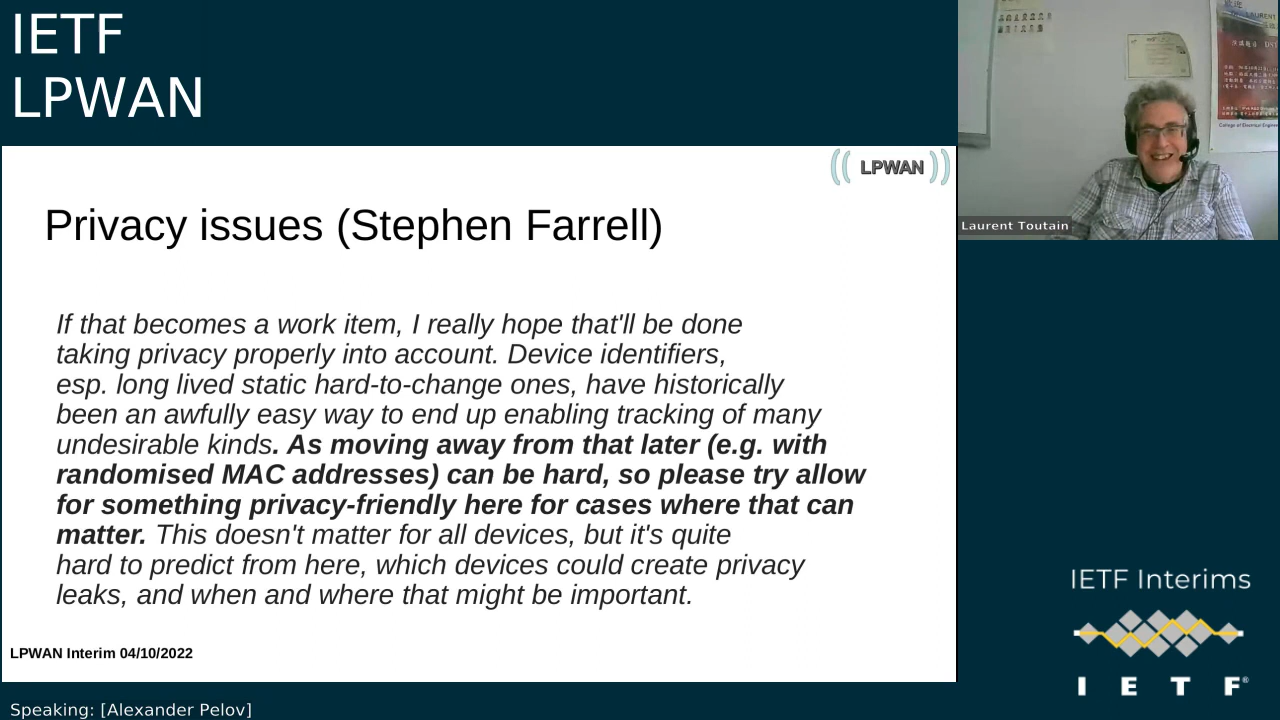 IETF
LPWAN
LPWAN
Privacy issues (Stephen Farrell)
If that becomes a work item, I really hope that'll be done
taking privacy properly into account. Device identifiers,
esp. long lived static hard-to-change ones, have historically
been an awfully easy way to end up enabling tracking of many
undesirable kinds. As moving away from that later (e.g. with
randomised MAC addresses) can be hard, so please try allow
for something privacy-friendly here for cases where that can
matter. This doesn't matter for all devices, but it's quite
hard to predict from here, which devices could create privacy
leaks, and when and where that might be important.
LPWAN Interim 04/10/2022
Speaking: [Alexander Pelov]
Laurent Toutain
IETF Interims
I E T F®